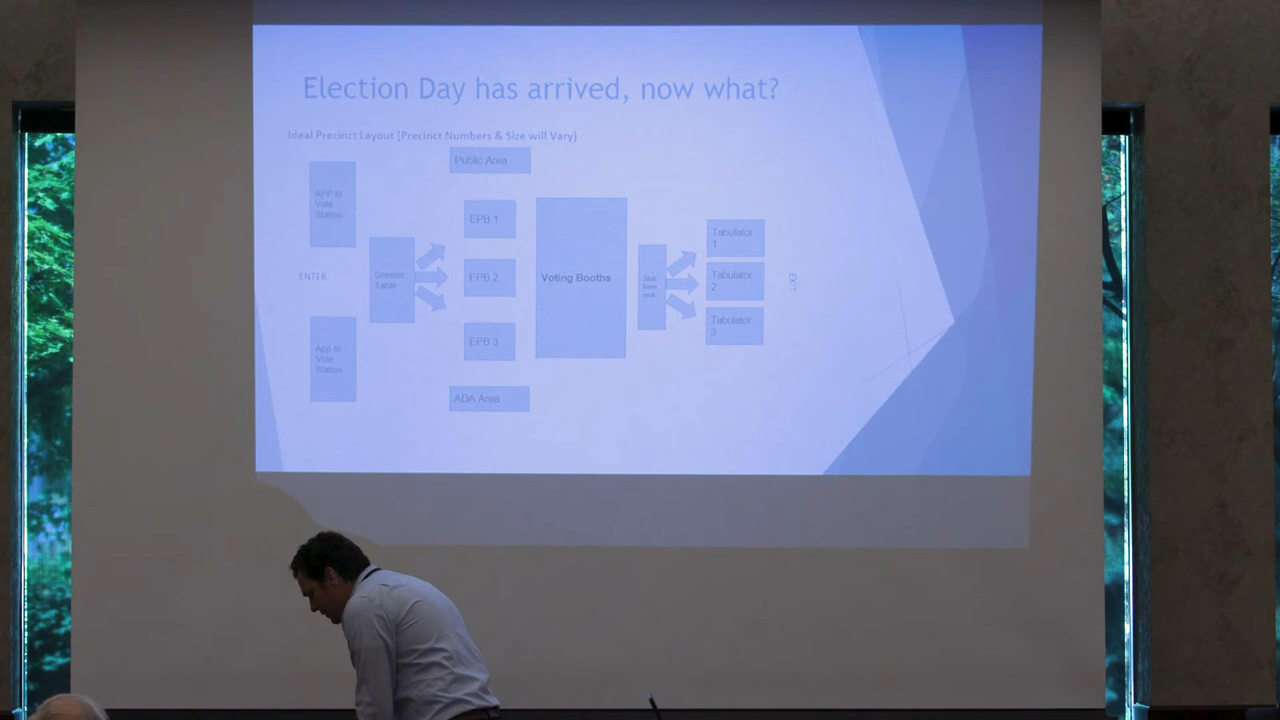 Election Day has arrived, now what?
Ideal Precinct Layout (Precinct Numbers & Size will Vary)
Public Area
APP to
Vote
Station
EPB 1
Tabulator
1
ENTER
Greeter
Table
EPB 2
Voting Booths
Tabulator
2
EXIT
EPB 3
Tabulator
3
App to
Vote
Station
ADA Area